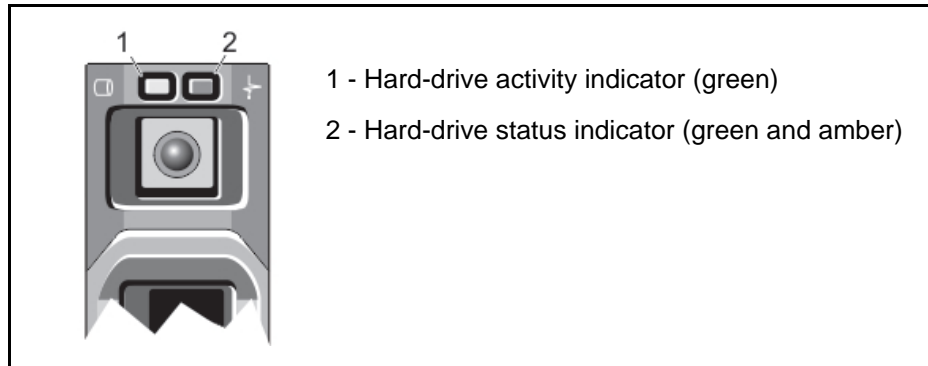 1 2
1 - Hard-drive activity indicator (green)
2 - Hard-drive status indicator (green and amber)